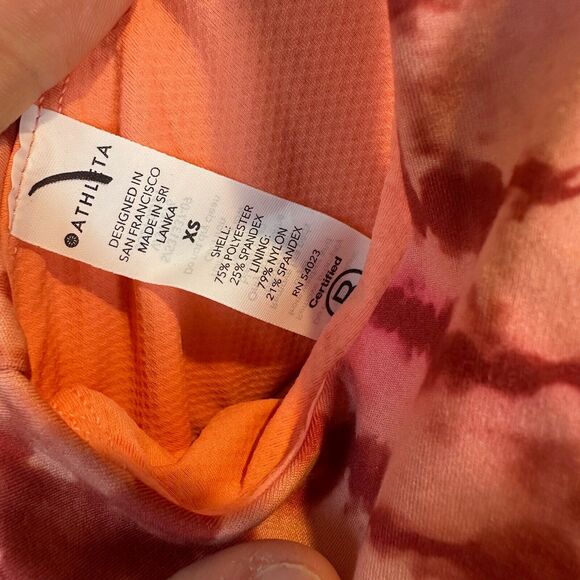 ATHLETA
DESIGNED IN
SAN FRANCISCO
MADE IN SRI
LANKA
XS
SHELL:
75% POLYESTER
25% SPANDEX
LINING:
79% NYLON
21% SPANDEX
RN 54023
Certified
B